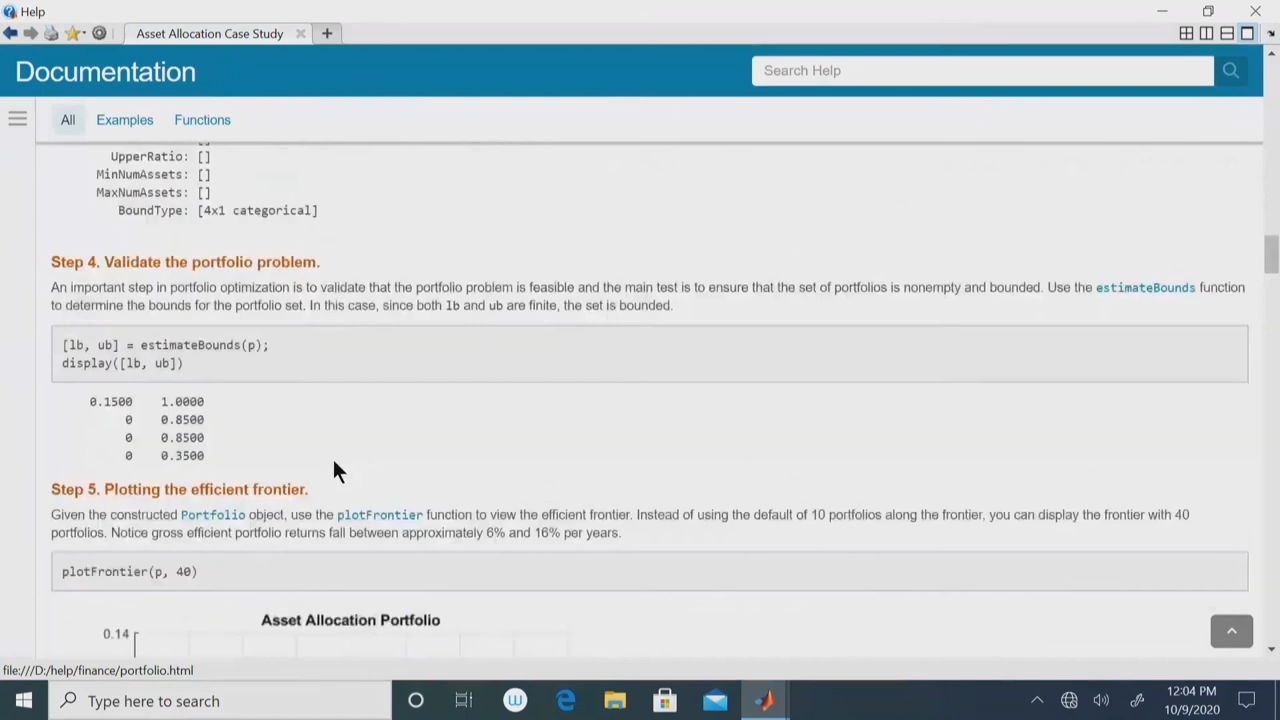 Help
Asset Allocation Case Study
Documentation
Search Help
All Examples Functions
UpperRatio: []
MinNumAssets: []
MaxNumAssets: []
BoundType: [4x1 categorical]
Step 4. Validate the portfolio problem.
An important step in portfolio optimization is to validate that the portfolio problem is feasible and the main test is to ensure that the set of portfolios is nonempty and bounded. Use the estimateBounds function
to determine the bounds for the portfolio set. In this case, since both lb and ub are finite, the set is bounded.
[lb, ub] = estimateBounds(p);
display([lb, ub])
0.1500 1.0000
0 0.8500
0 0.8500
0 0.3500
Step 5. Plotting the efficient frontier.
Given the constructed Portfolio object, use the plotFrontier function to view the efficient frontier. Instead of using the default of 10 portfolios along the frontier, you can display the frontier with 40
portfolios. Notice gross efficient portfolio returns fall between approximately 6% and 16% per years.
plotFrontier(p, 40)
Asset Allocation Portfolio
0.14
file:///D:/help/finance/portfolio.html
Type here to search
12:04 PM
10/9/2020